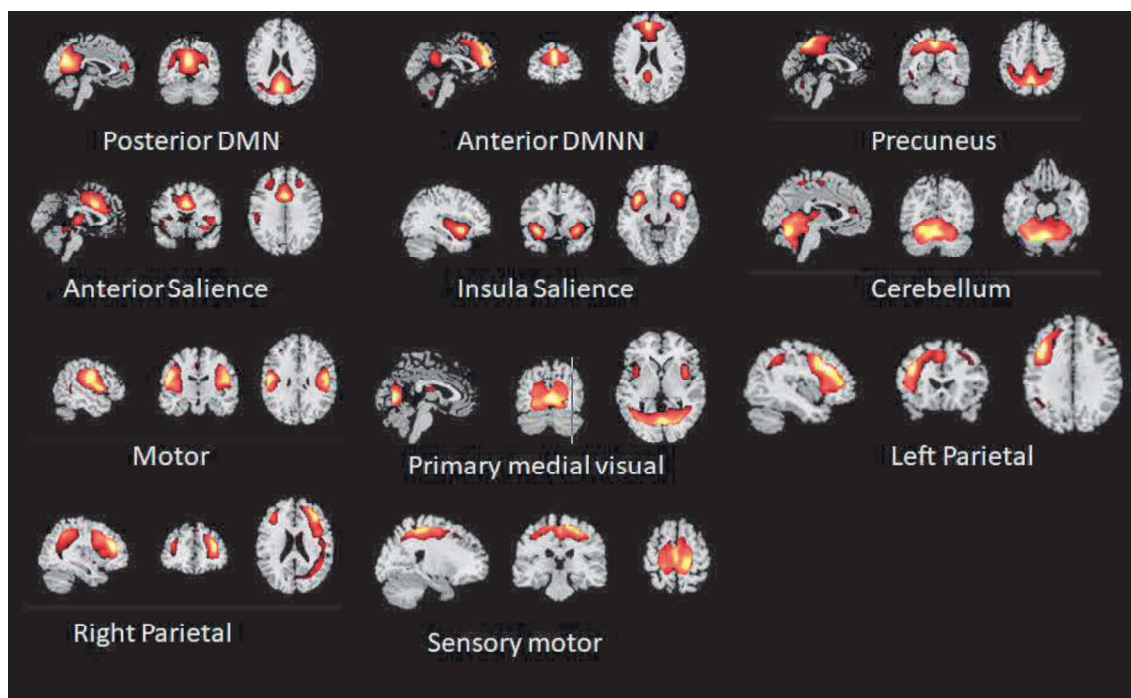 Posterior DMN
Anterior DMNN
Precuneus
Anterior Salience
Insula Salience
Cerebellum
Motor
Primary medial visual
Left Parietal
Right Parietal
Sensory motor